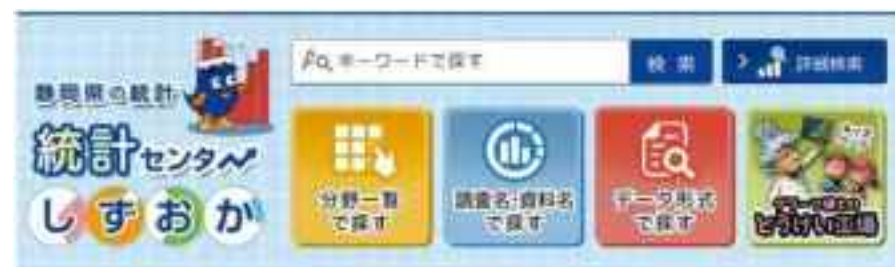 静岡県の統計
統計センター
しずおか
キーワードで探す
検索
詳細検索
分野一覧
で探す
調査名・資料名
で探す
データ形式
で探す
とうけい工場